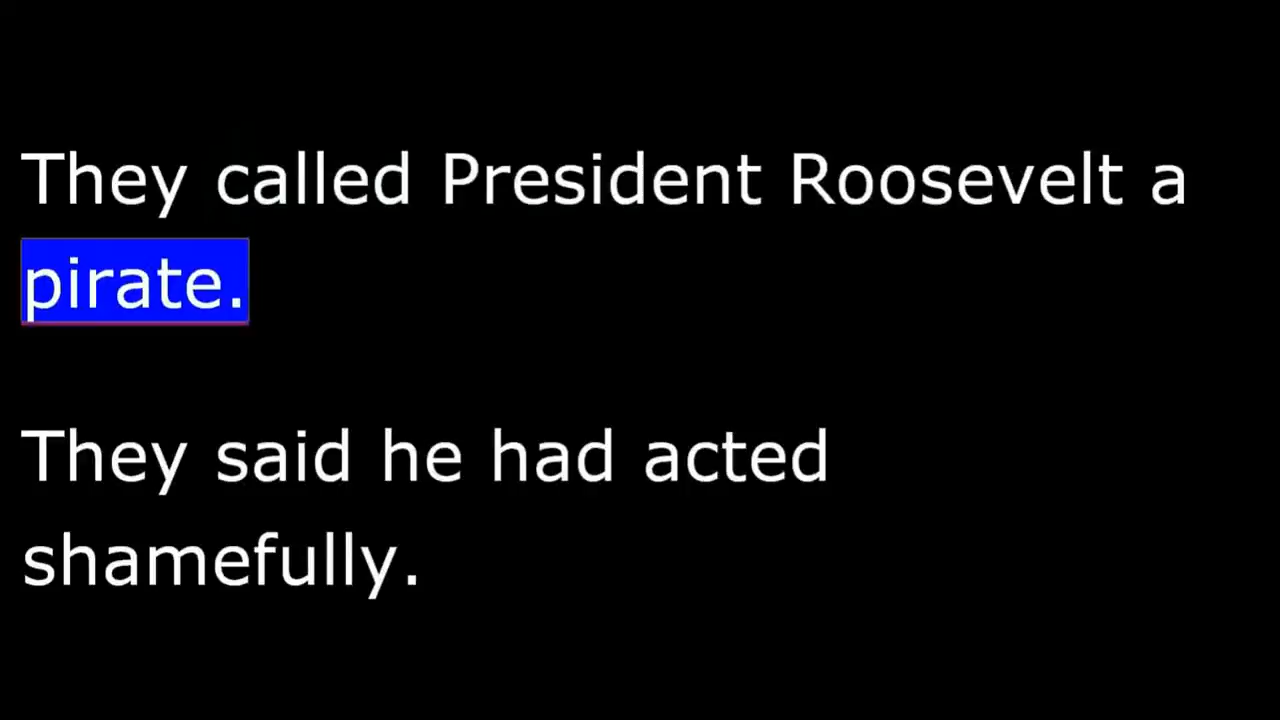 They called President Roosevelt a
pirate.
They said he had acted
shamefully.